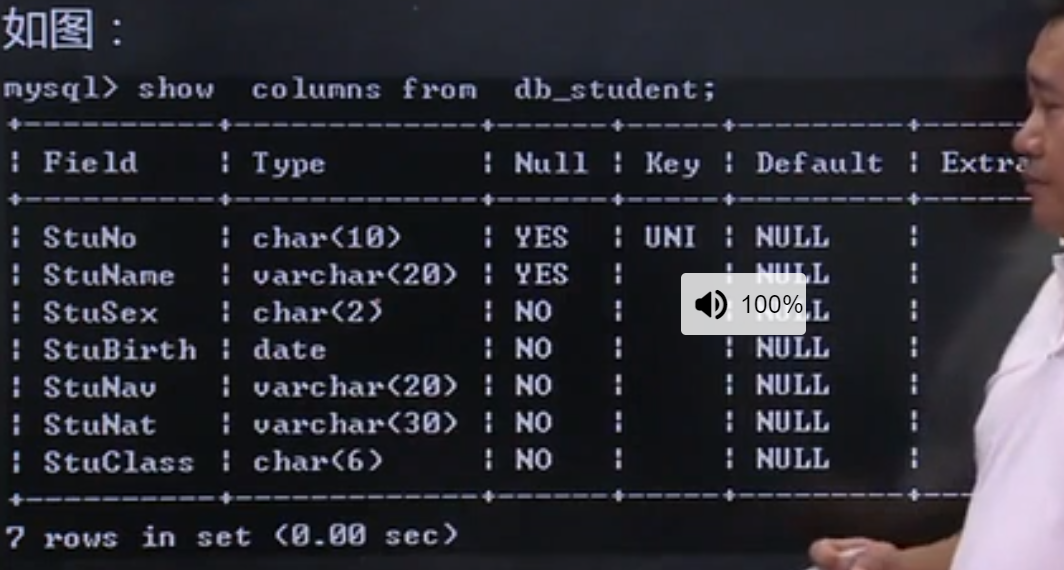 如图：
mysql> show columns from db_student;
+-----------+--------------+------+-----+---------+------
| Field | Type | Null | Key | Default | Extra
+-----------+--------------+------+-----+---------+------
| StuNo | char(10) | YES | UNI | NULL |
| StuName | varchar(20) | YES | | NULL |
| StuSex | char(2) | NO | | NULL |
| StuBirth | date | NO | | NULL |
| StuNav | varchar(20) | NO | | NULL |
| StuNat | varchar(30) | NO | | NULL |
| StuClass | char(6) | NO | | NULL |
+-----------+--------------+------+-----+---------+------
7 rows in set (0.00 sec)
100%